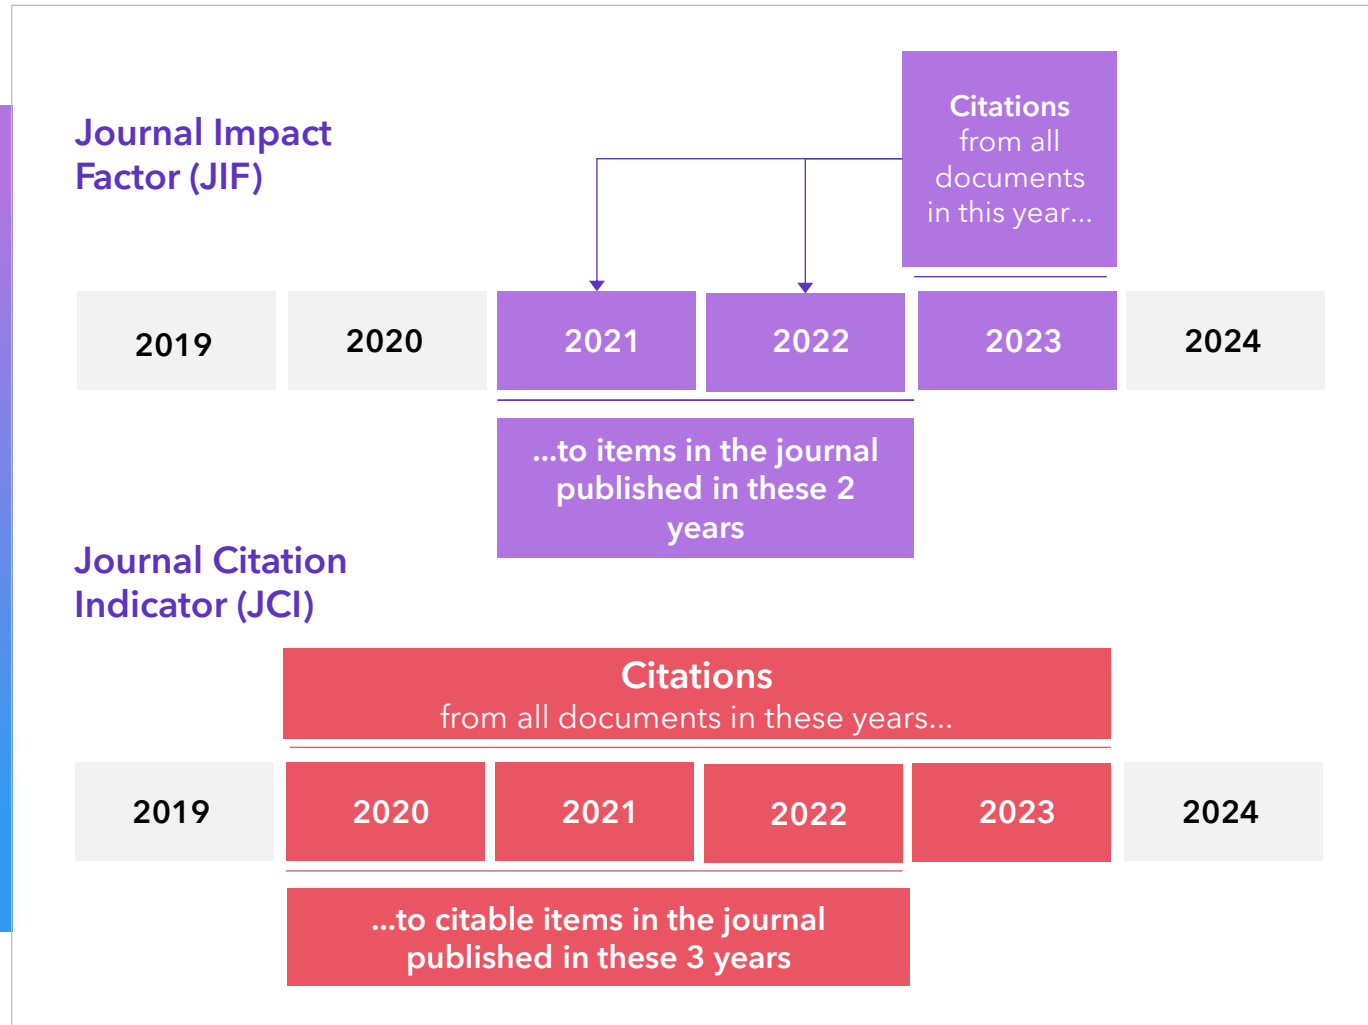 Journal Impact
Factor (JIF)
Citations
from all
documents
in this year...
2019
2020
2021
2022
2023
2024
...to items in the journal
published in these 2
years
Journal Citation
Indicator (JCI)
Citations
from all documents in these years...
2019
2020
2021
2022
2023
2024
...to citable items in the journal
published in these 3 years